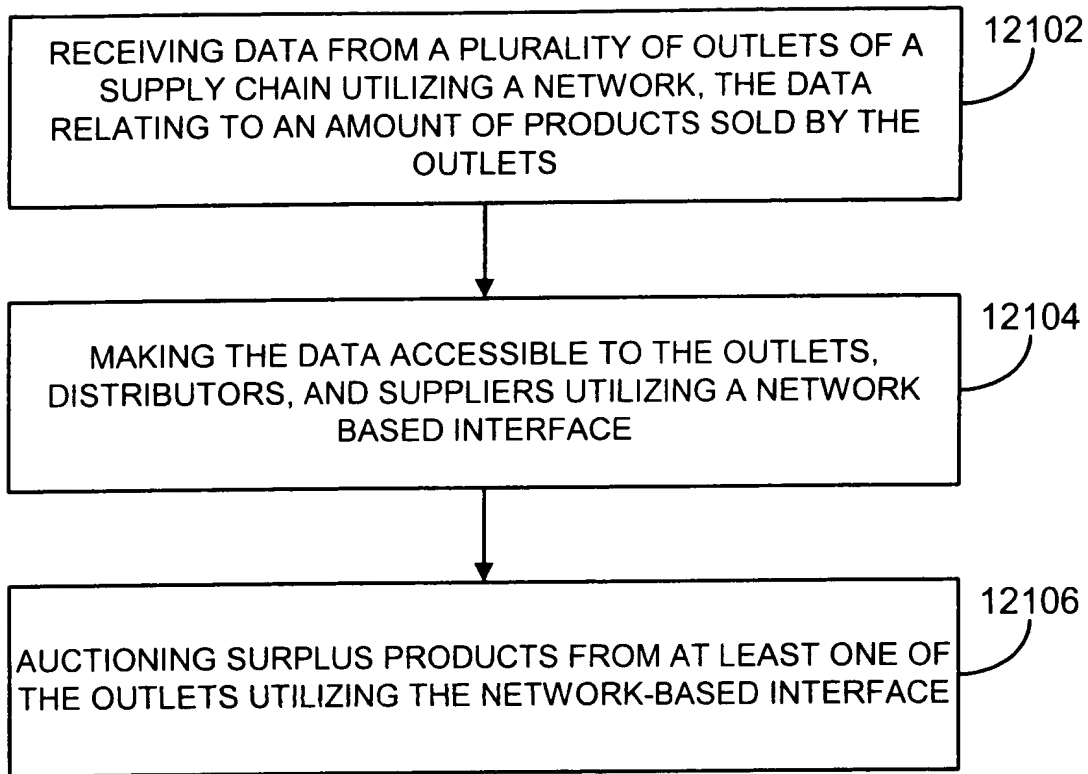 12102
RECEIVING DATA FROM A PLURALITY OF OUTLETS OF A
SUPPLY CHAIN UTILIZING A NETWORK, THE DATA
RELATING TO AN AMOUNT OF PRODUCTS SOLD BY THE
OUTLETS
12104
MAKING THE DATA ACCESSIBLE TO THE OUTLETS,
DISTRIBUTORS, AND SUPPLIERS UTILIZING A NETWORK
BASED INTERFACE
12106
AUCTIONING SURPLUS PRODUCTS FROM AT LEAST ONE OF
THE OUTLETS UTILIZING THE NETWORK-BASED INTERFACE